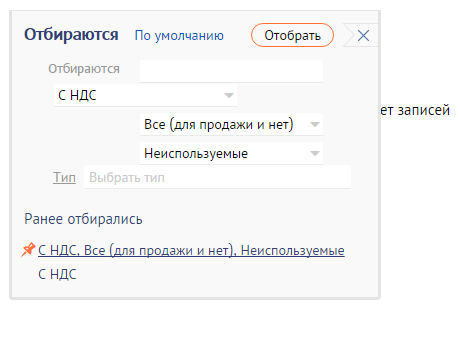 Отбираются По умолчанию Отобрать
Отбираются
С НДС
ет записей
Все (для продажи и нет)
Неиспользуемые
Тип Выбрать тип
Ранее отбирались
С НДС, Все (для продажи и нет), Неиспользуемые
С НДС